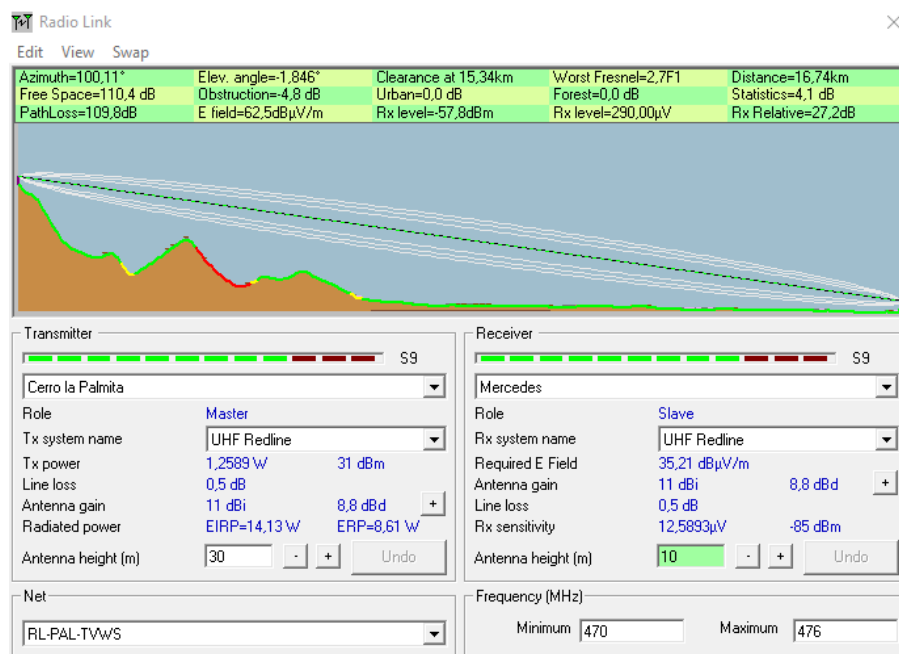 Radio Link
Edit View Swap
Azimuth=100,11° Elev. angle=-1,846° Clearance at 15,34km Worst Fresnel=2,7F1 Distance=16,74km
Free Space=110,4 dB Obstruction=-4,8 dB Urban=0,0 dB Forest=0,0 dB Statistics=4,1 dB
PathLoss=109,8dB E field=62,5dBµV/m Rx level=-57,8dBm Rx level=290,00µV Rx Relative=27,2dB
Transmitter
S9
Cerro la Palmita
Role Master
Tx system name UHF Redline
Tx power 1,2589 W 31 dBm
Line loss 0,5 dB
Antenna gain 11 dBi 8,8 dBd +
Radiated power EIRP=14,13 W ERP=8,61 W
Antenna height (m) 30 - + Undo
Receiver
S9
Mercedes
Role Slave
Rx system name UHF Redline
Required E Field 35,21 dBµV/m
Antenna gain 11 dBi 8,8 dBd +
Line loss 0,5 dB
Rx sensitivity 12,5893µV -85 dBm
Antenna height (m) 10 - + Undo
Net
RL-PAL-TVWS
Frequency (MHz)
Minimum 470 Maximum 476